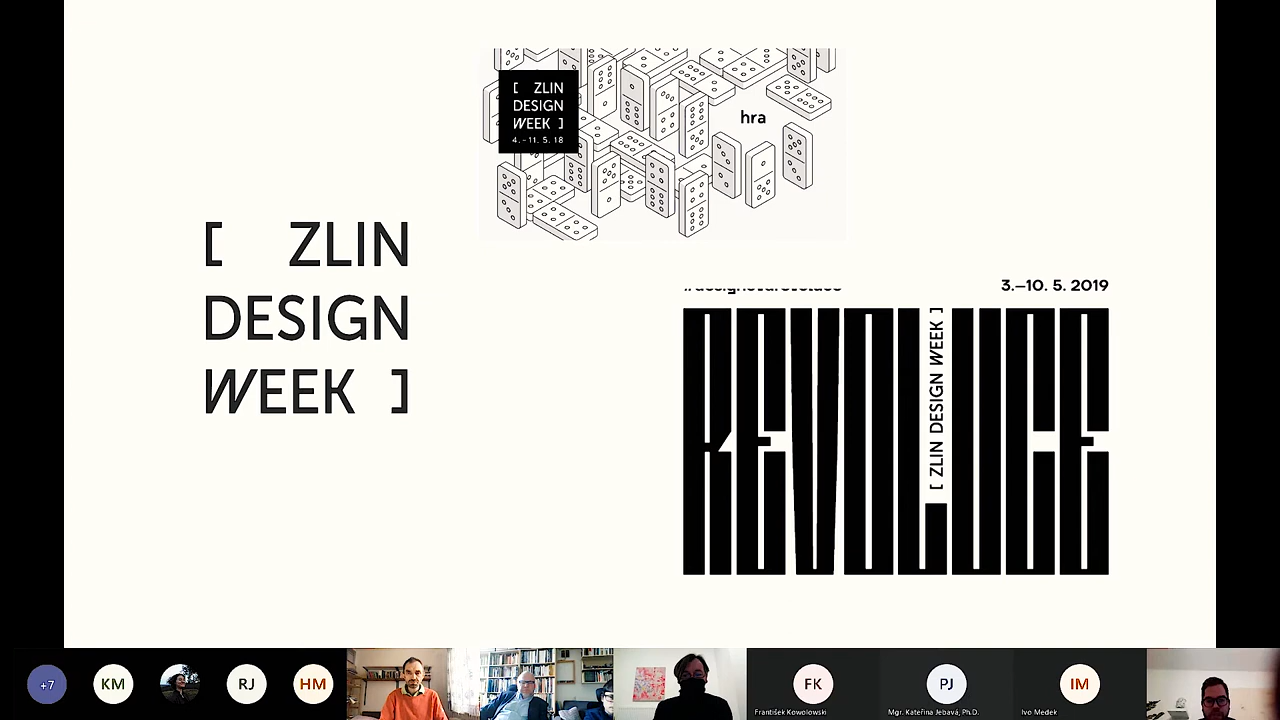 [ ZLIN
DESIGN
WEEK ]
4.–11. 5. 18
hra
[ ZLIN
DESIGN
WEEK ]
3.–10. 5. 2019
REVOLUCE
[ ZLIN DESIGN WEEK ]
+7
KM
RJ
HM
FK
František Kowolowski
PJ
Mgr. Kateřina Jebavá, Ph.D.
IM
Ivo Medek